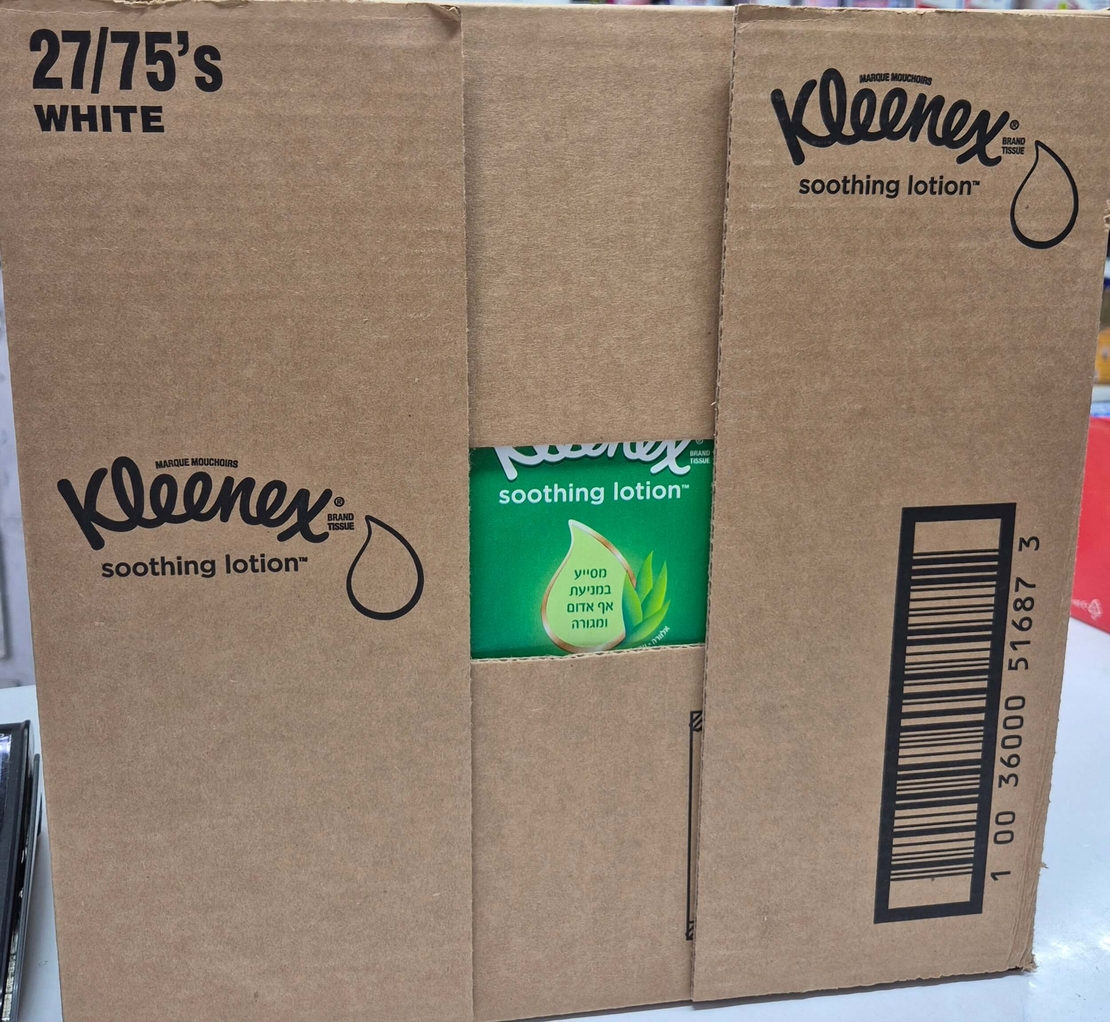 27/75's
WHITE
MARQUE MOUCHOIRS
Kleenex®
BRAND
TISSUE
soothing lotion™
MARQUE MOUCHOIRS
Kleenex®
BRAND
TISSUE
soothing lotion™
Kleenex
BRAND
TISSUE
soothing lotion™
מסייע
במניעת
אף אדום
ומגורה
אלוורה
1 00 36000 51687 3